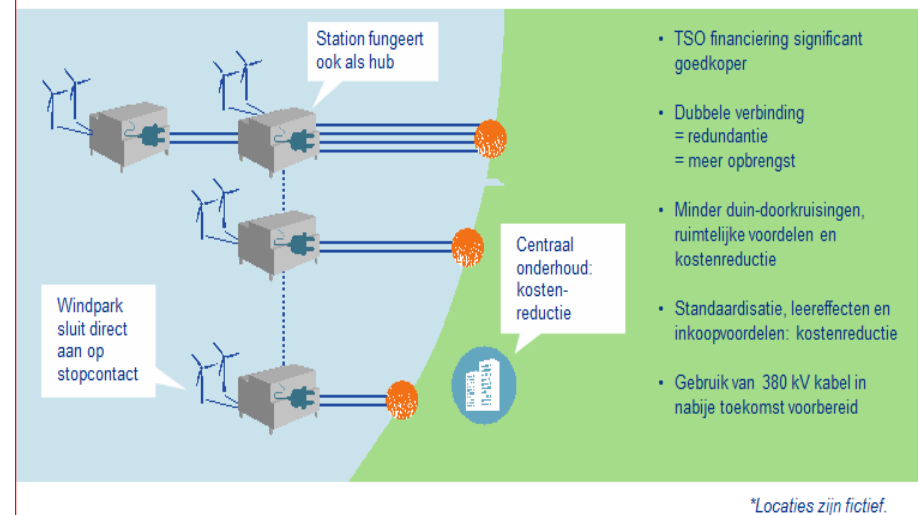 Station fungeert
ook als hub
Windpark
sluit direct
aan op
stopcontact
Centraal
onderhoud:
kosten-
reductie
• TSO financiering significant
goedkoper
• Dubbele verbinding
= redundantie
= meer opbrengst
• Minder duin-doorkruisingen,
ruimtelijke voordelen en
kostenreductie
• Standaardisatie, leereffecten en
inkoopvoordelen: kostenreductie
• Gebruik van 380 kV kabel in
nabije toekomst voorbereid
*Locaties zijn fictief.